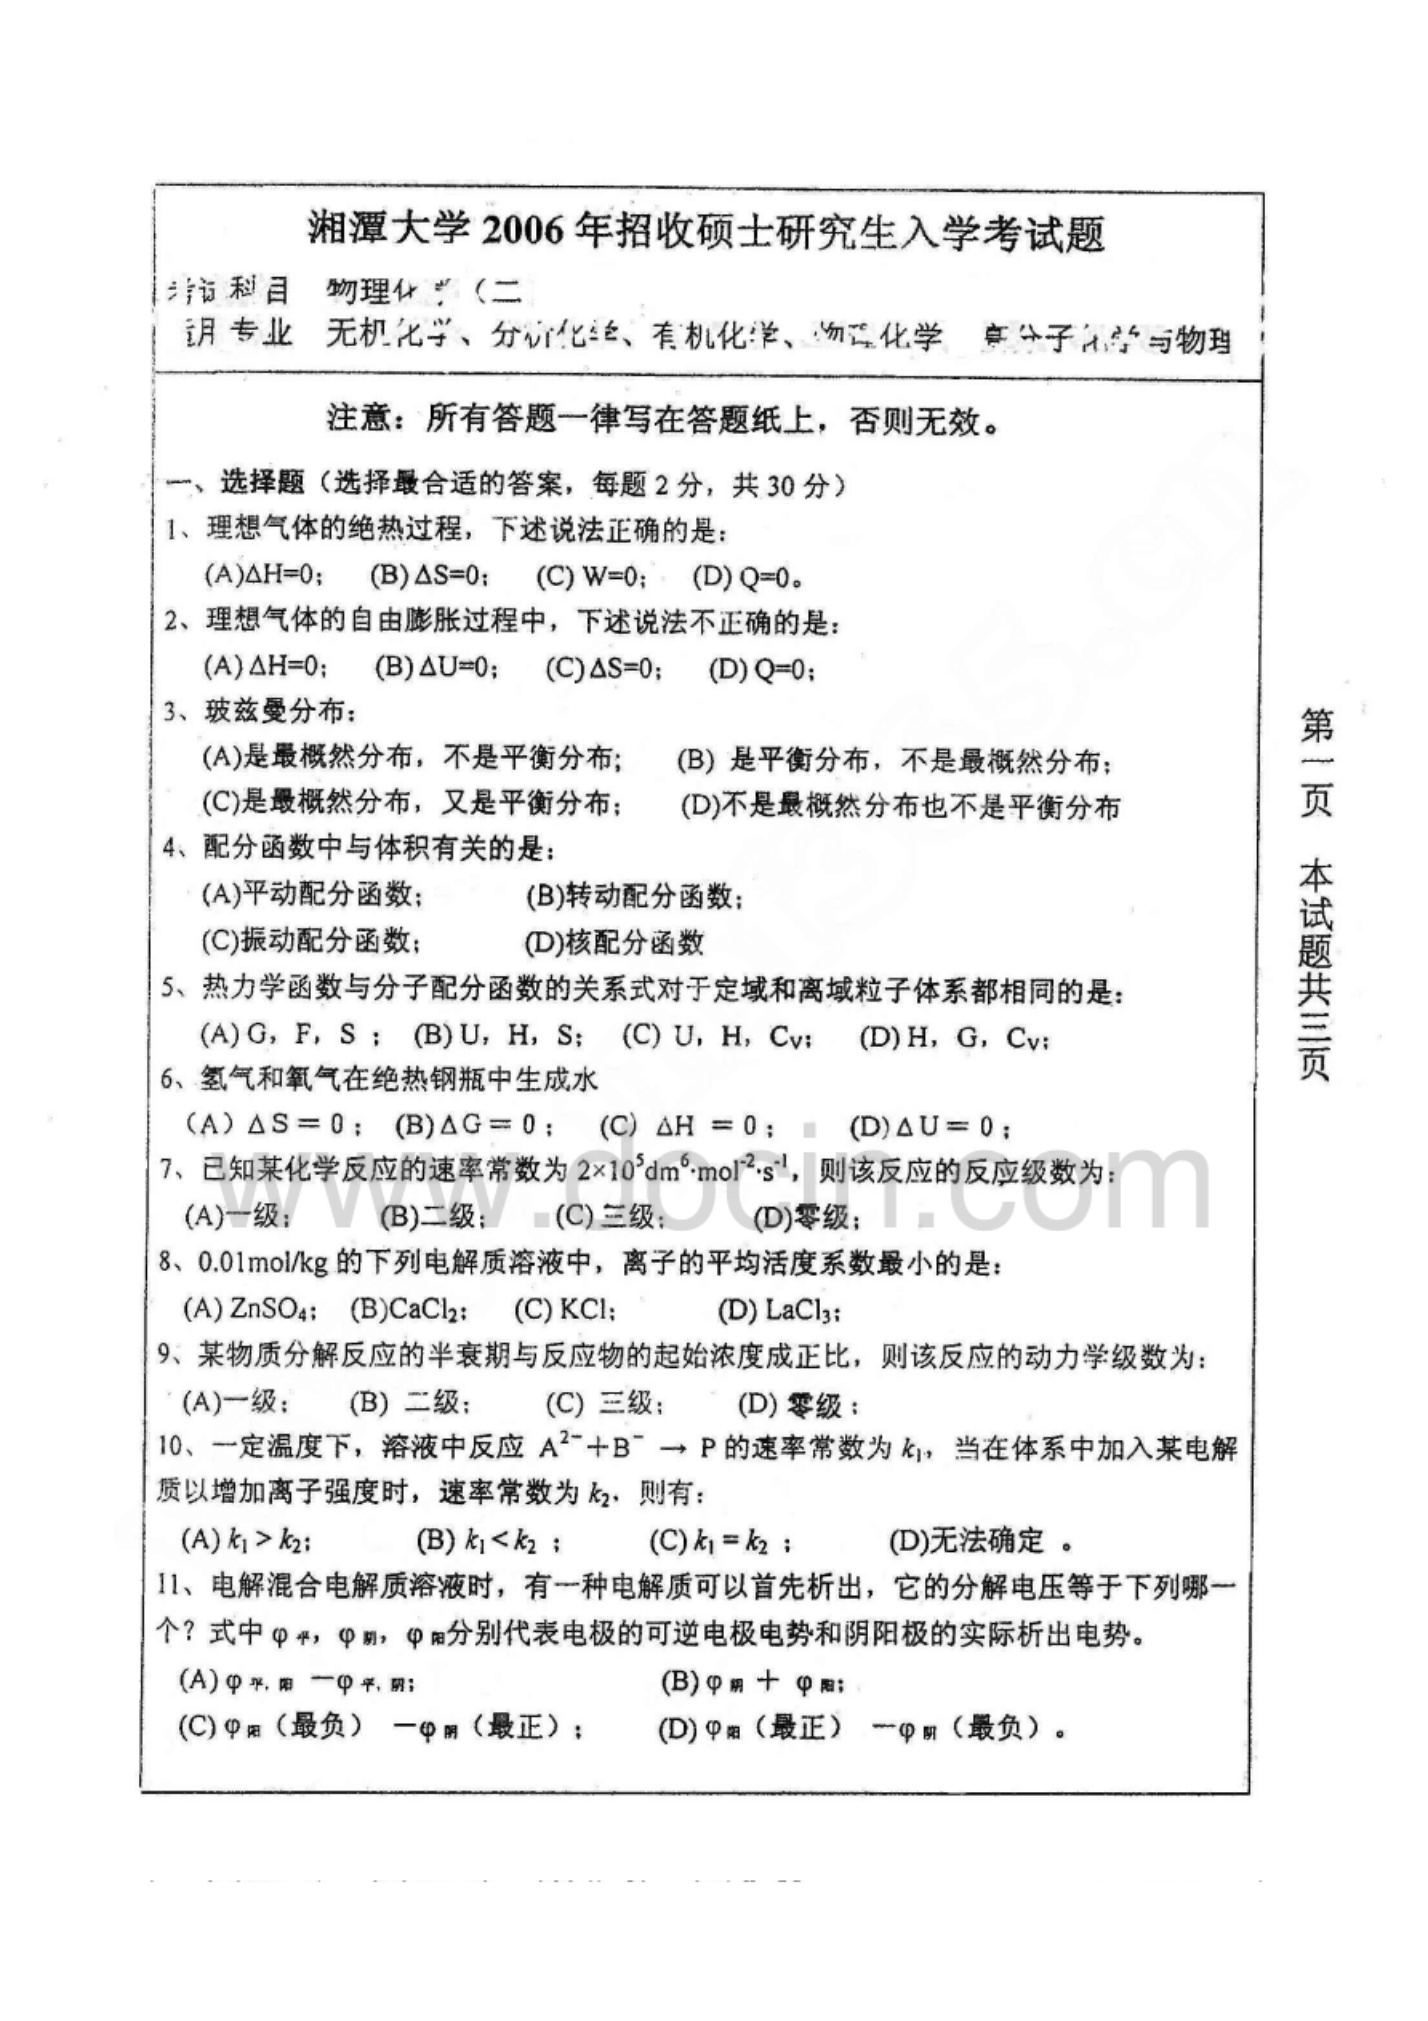 湘潭大学 2006 年招收硕士研究生入学考试题
考试科目 物理化学（二
适用专业 无机化学、分析化学、有机化学、物理化学 高分子化学与物理
注意：所有答题一律写在答题纸上，否则无效。
一、选择题（选择最合适的答案，每题 2 分，共 30 分）
1、理想气体的绝热过程，下述说法正确的是：
(A)ΔH=0； (B) ΔS=0； (C) W=0； (D) Q=0。
2、理想气体的自由膨胀过程中，下述说法不正确的是：
(A) ΔH=0； (B) ΔU=0； (C) ΔS=0； (D) Q=0；
3、玻兹曼分布：
(A)是最概然分布，不是平衡分布； (B) 是平衡分布，不是最概然分布；
(C)是最概然分布，又是平衡分布； (D)不是最概然分布也不是平衡分布
4、配分函数中与体积有关的是：
(A)平动配分函数； (B)转动配分函数；
(C)振动配分函数； (D)核配分函数
5、热力学函数与分子配分函数的关系式对于定域和离域粒子体系都相同的是：
(A) G，F，S ； (B) U，H，S； (C) U，H，Cv； (D) H，G，Cv；
6、氢气和氧气在绝热钢瓶中生成水
（A）ΔS＝0； (B)ΔG＝0； (C) ΔH ＝0； (D)ΔU＝0；
7、已知某化学反应的速率常数为 2×10⁵dm⁶·mol⁻²·s⁻¹，则该反应的反应级数为：
(A)一级； (B)二级； (C) 三级； (D)零级；
www.docin.com
8、0.01mol/kg 的下列电解质溶液中，离子的平均活度系数最小的是：
(A) ZnSO₄； (B)CaCl₂； (C) KCl； (D) LaCl₃；
9、某物质分解反应的半衰期与反应物的起始浓度成正比，则该反应的动力学级数为：
(A)一级； (B) 二级； (C) 三级； (D) 零级；
10、一定温度下，溶液中反应 A²⁻＋B⁻ → P 的速率常数为 k₁，当在体系中加入某电解
质以增加离子强度时，速率常数为 k₂，则有：
(A) k₁ > k₂； (B) k₁ < k₂ ； (C) k₁ = k₂ ； (D)无法确定 。
11、电解混合电解质溶液时，有一种电解质可以首先析出，它的分解电压等于下列哪一
个？式中 φ 平，φ 阴，φ 阳分别代表电极的可逆电极电势和阴阳极的实际析出电势。
(A) φ 平，阳 －φ 平，阴； (B) φ 阴 ＋ φ 阳；
(C) φ 阳（最负） －φ 阴（最正）； (D) φ 阳（最正） －φ 阴（最负）。
第一页 本试题共三页